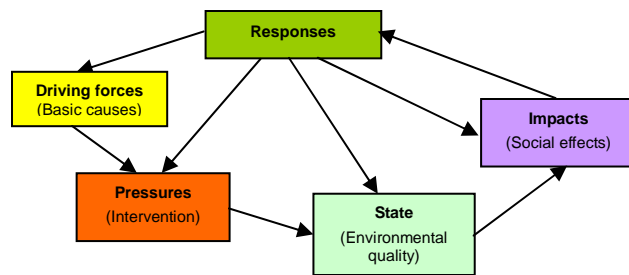 Responses
Driving forces
(Basic causes)
Impacts
(Social effects)
Pressures
(Intervention)
State
(Environmental
quality)